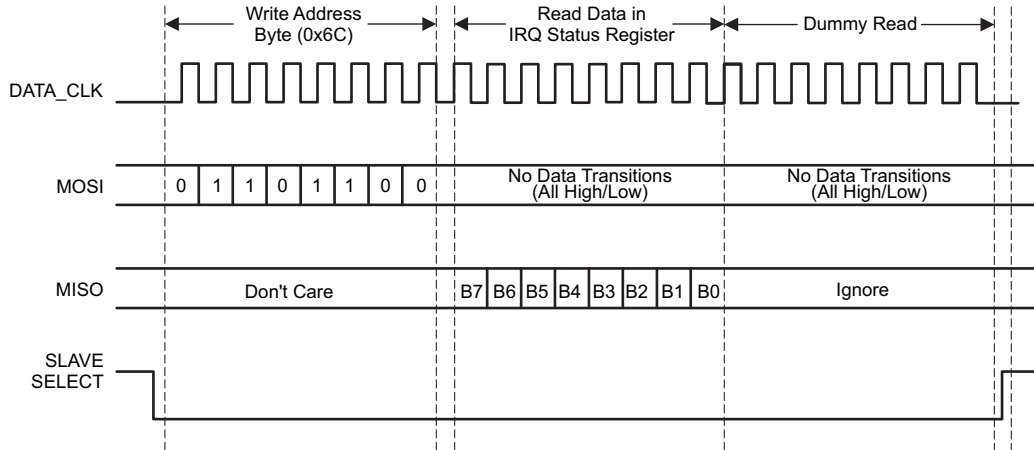 Write Address
Byte (0x6C)
Read Data in
IRQ Status Register
Dummy Read
DATA_CLK
MOSI
0 1 1 0 1 1 0 0
No Data Transitions
(All High/Low)
No Data Transitions
(All High/Low)
MISO
Don't Care
B7 B6 B5 B4 B3 B2 B1 B0
Ignore
SLAVE
SELECT